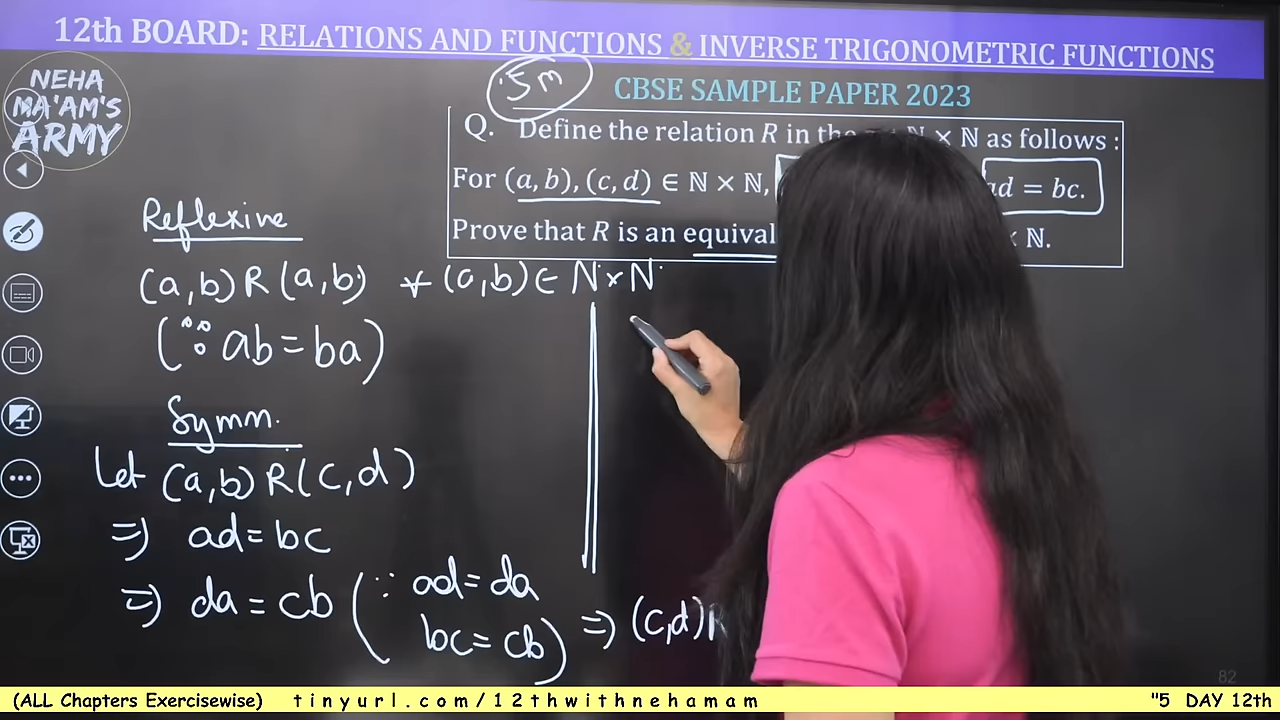 12th BOARD: RELATIONS AND FUNCTIONS & INVERSE TRIGONOMETRIC FUNCTIONS
NEHA
MA'AM'S
ARMY
5m
CBSE SAMPLE PAPER 2023
Q. Define the relation R in the ℕ × ℕ as follows :
For (a, b), (c, d) ∈ ℕ × ℕ, ad = bc.
Prove that R is an equival × ℕ.
Reflexive
(a,b) R (a,b) ∀ (a,b) ∈ N×N
(∵ ab = ba)
Symm.
Let (a,b) R (c,d)
⇒ ad = bc
⇒ da = cb (∵ ad = da
bc = cb) ⇒ (c,d) R
82
(ALL Chapters Exercisewise) tinyurl.com/12thwithnehamam "5 DAY 12th